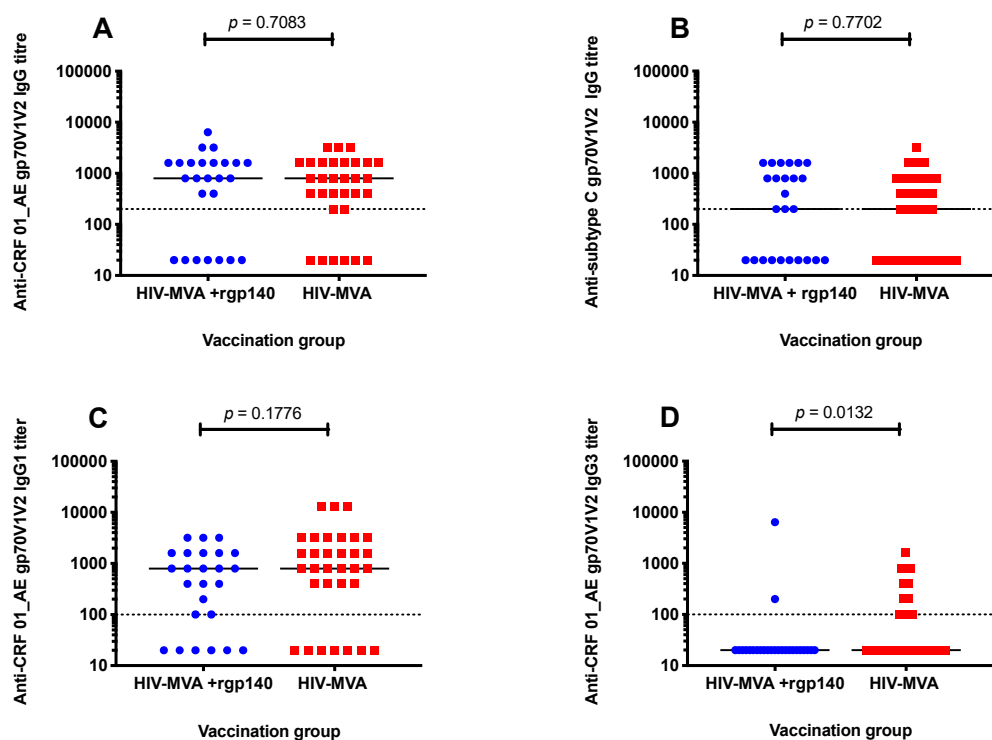 A
p = 0.7083
Anti-CRF 01_AE gp70V1V2 IgG titre
100000
10000
1000
100
10
HIV-MVA +rgp140
HIV-MVA
Vaccination group
B
p = 0.7702
Anti-subtype C gp70V1V2 IgG titre
100000
10000
1000
100
10
HIV-MVA + rgp140
HIV-MVA
Vaccination group
C
p = 0.1776
Anti-CRF 01_AE gp70V1V2 IgG1 titer
100000
10000
1000
100
10
HIV-MVA +rgp140
HIV-MVA
Vaccination group
D
p = 0.0132
Anti-CRF 01_AE gp70V1V2 IgG3 titer
100000
10000
1000
100
10
HIV-MVA +rgp140
HIV-MVA
Vaccination group